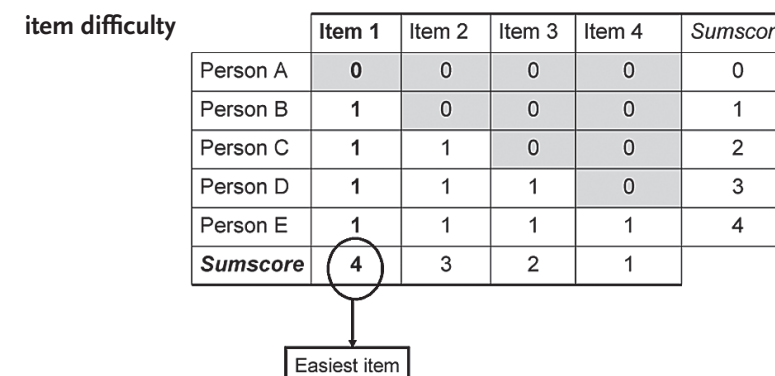 item difficulty
Item 1 Item 2 Item 3 Item 4 Sumscor
Person A 0 0 0 0 0
Person B 1 0 0 0 1
Person C 1 1 0 0 2
Person D 1 1 1 0 3
Person E 1 1 1 1 4
Sumscore 4 3 2 1
Easiest item